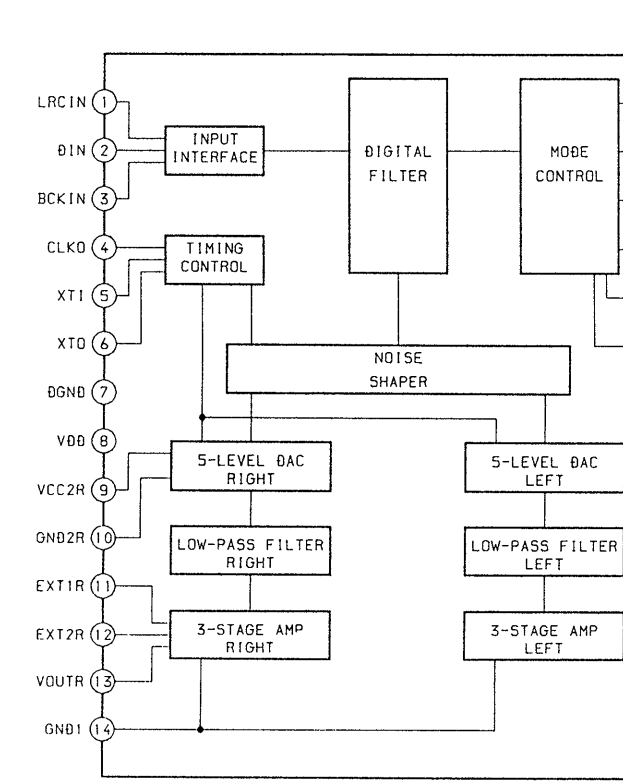 LRCIN 1
DIN 2
BCKIN 3
CLKO 4
XTI 5
XTO 6
DGND 7
VDD 8
VCC2R 9
GND2R 10
EXT1R 11
EXT2R 12
VOUTR 13
GND1 14
INPUT
INTERFACE
DIGITAL
FILTER
MODE
CONTROL
TIMING
CONTROL
NOISE
SHAPER
5-LEVEL DAC
RIGHT
5-LEVEL DAC
LEFT
LOW-PASS FILTER
RIGHT
LOW-PASS FILTER
LEFT
3-STAGE AMP
RIGHT
3-STAGE AMP
LEFT